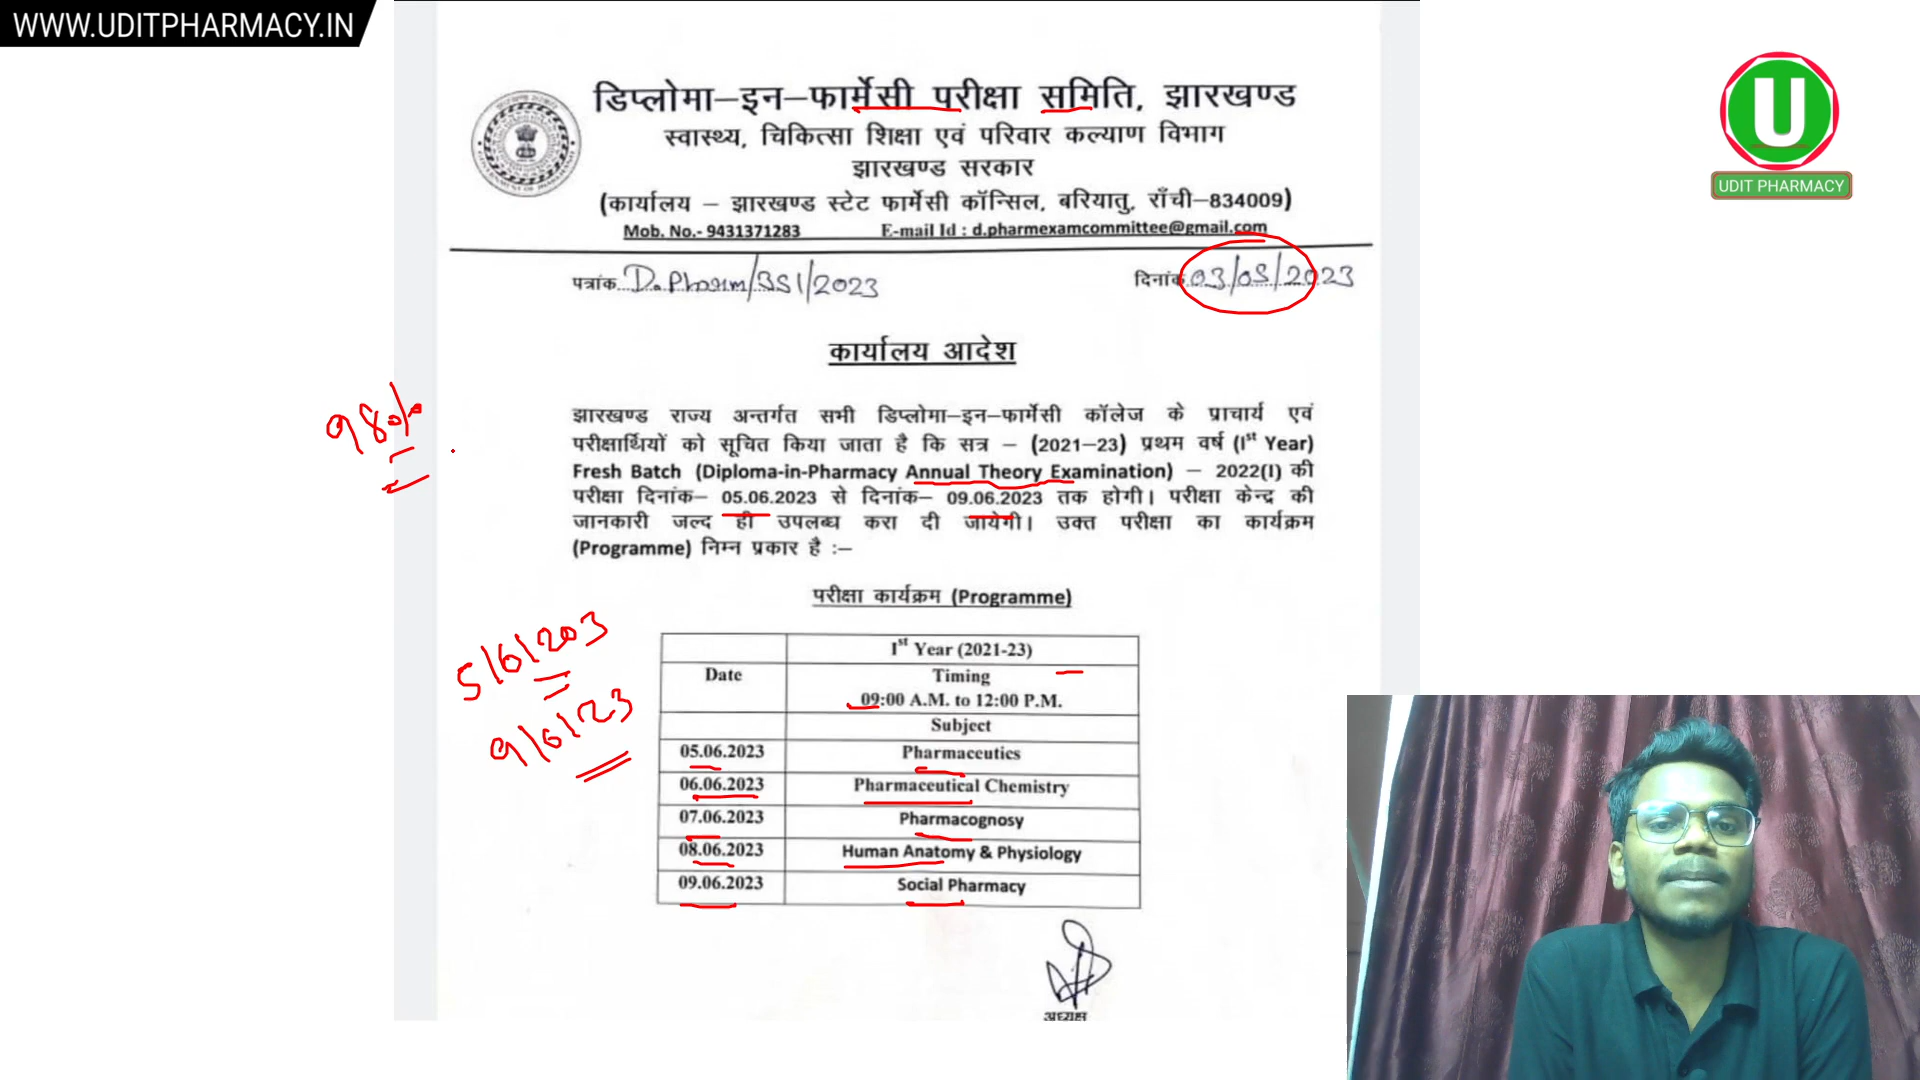 WWW.UDITPHARMACY.IN
U
UDIT PHARMACY
डिप्लोमा–इन–फार्मेसी परीक्षा समिति, झारखण्ड
स्वास्थ्य, चिकित्सा शिक्षा एवं परिवार कल्याण विभाग
झारखण्ड सरकार
(कार्यालय – झारखण्ड स्टेट फार्मेसी कॉन्सिल, बरियातु, राँची–834009)
Mob. No.- 9431371283 E-mail Id : d.pharmexamcommittee@gmail.com
पत्रांक D.Pharm/351/2023 दिनांक 03/05/2023
कार्यालय आदेश
98%
झारखण्ड राज्य अन्तर्गत सभी डिप्लोमा–इन–फार्मेसी कॉलेज के प्राचार्य एवं
परीक्षार्थियों को सूचित किया जाता है कि सत्र – (2021–23) प्रथम वर्ष (Ist Year)
Fresh Batch (Diploma-in-Pharmacy Annual Theory Examination) – 2022(I) की
परीक्षा दिनांक– 05.06.2023 से दिनांक– 09.06.2023 तक होगी। परीक्षा केन्द्र की
जानकारी जल्द ही उपलब्ध करा दी जायेगी। उक्त परीक्षा का कार्यक्रम
(Programme) निम्न प्रकार है :–
परीक्षा कार्यक्रम (Programme)
5/6/203
9/6/23
Ist Year (2021-23)
Date Timing
09:00 A.M. to 12:00 P.M.
Subject
05.06.2023 Pharmaceutics
06.06.2023 Pharmaceutical Chemistry
07.06.2023 Pharmacognosy
08.06.2023 Human Anatomy & Physiology
09.06.2023 Social Pharmacy
अध्यक्ष